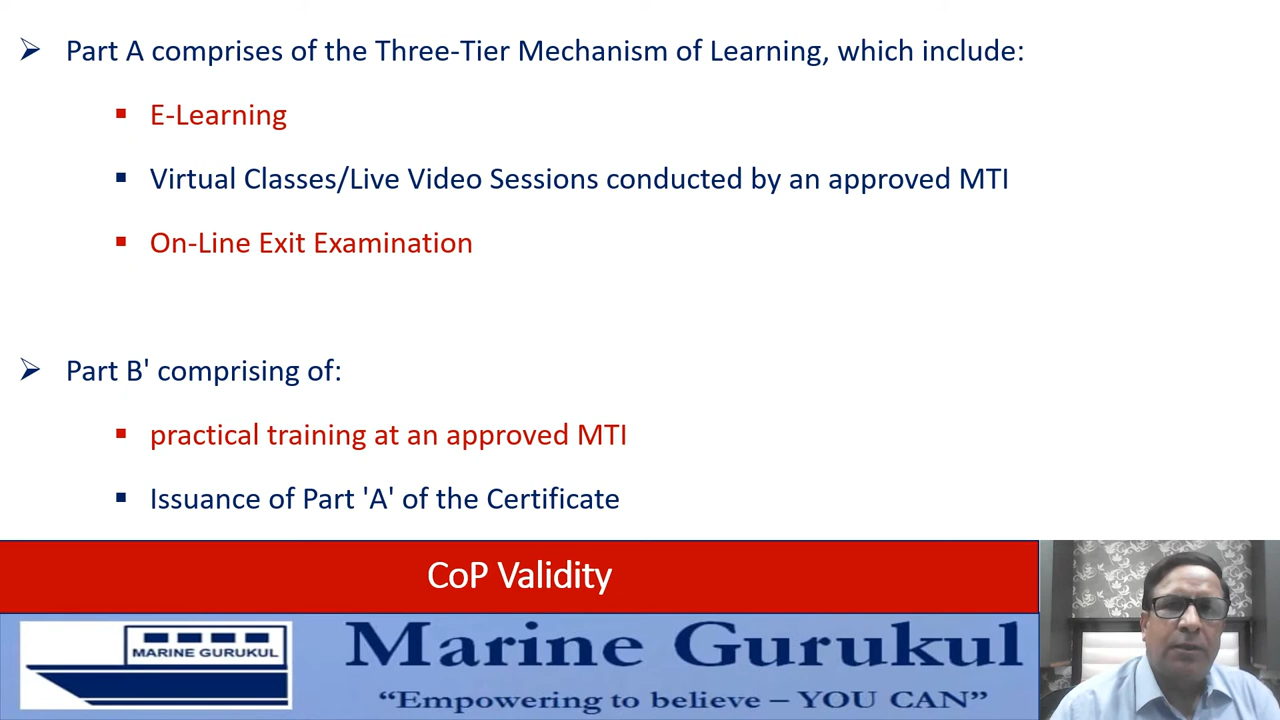 Part A comprises of the Three-Tier Mechanism of Learning, which include:
E-Learning
Virtual Classes/Live Video Sessions conducted by an approved MTI
On-Line Exit Examination
Part B' comprising of:
practical training at an approved MTI
Issuance of Part 'A' of the Certificate
CoP Validity
MARINE GURUKUL
Marine Gurukul
“Empowering to believe – YOU CAN”